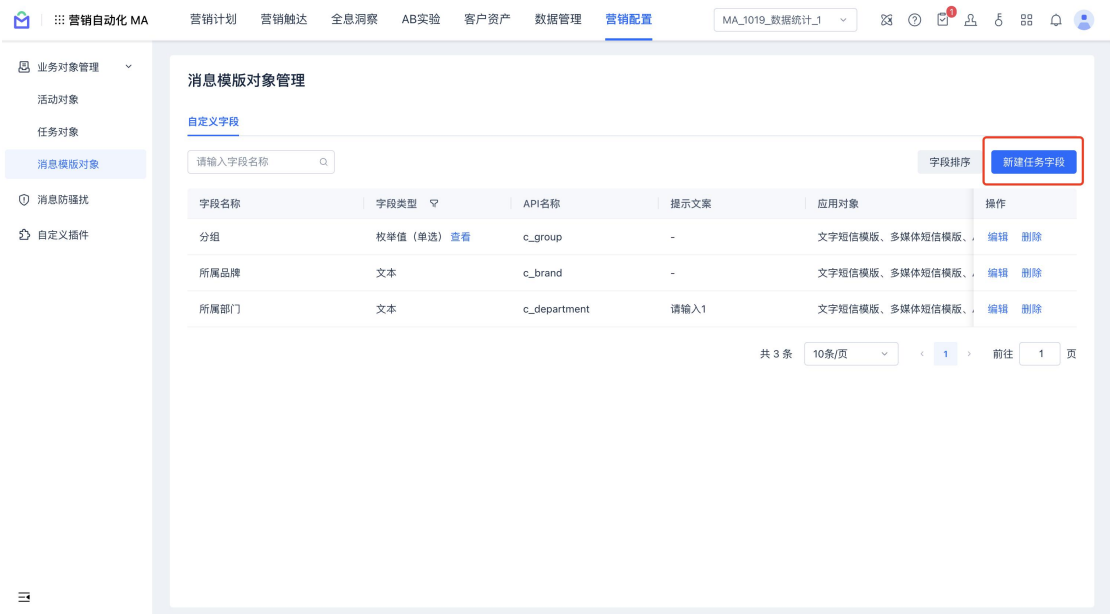 营销自动化 MA 营销计划 营销触达 全息洞察 AB实验 客户资产 数据管理 营销配置 MA_1019_数据统计_1 1
业务对象管理
活动对象
任务对象
消息模版对象
消息防骚扰
自定义插件
消息模版对象管理
自定义字段
请输入字段名称 字段排序 新建任务字段
字段名称 字段类型 API名称 提示文案 应用对象 操作
分组 枚举值（单选） 查看 c_group - 文字短信模版、多媒体短信模版、 编辑 删除
所属品牌 文本 c_brand - 文字短信模版、多媒体短信模版、 编辑 删除
所属部门 文本 c_department 请输入1 文字短信模版、多媒体短信模版、 编辑 删除
共 3 条 10条/页 1 前往 1 页